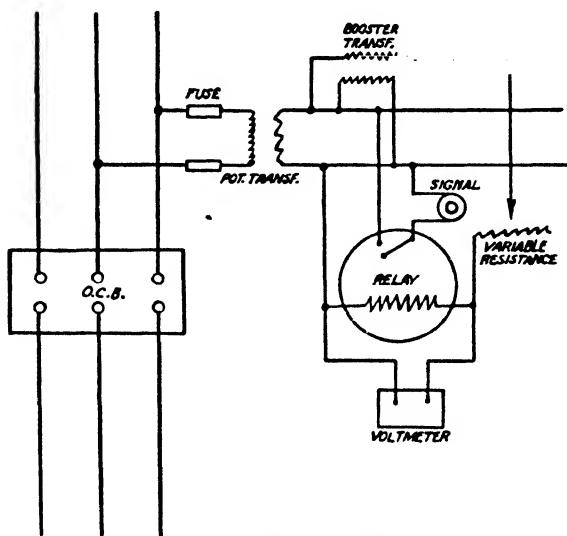 BOOSTER
TRANSF.
FUSE
POT. TRANSF.
SIGNAL
VARIABLE
RESISTANCE
O.C.B.
RELAY
VOLTMETER